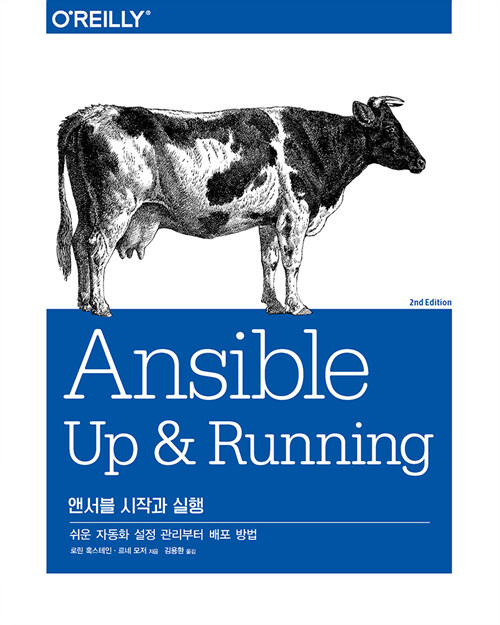 O'REILLY®
2nd Edition
Ansible
Up & Running
앤서블 시작과 실행
쉬운 자동화 설정 관리부터 배포 방법
로린 혹스테인 · 르네 모저 지음 김용환 옮김